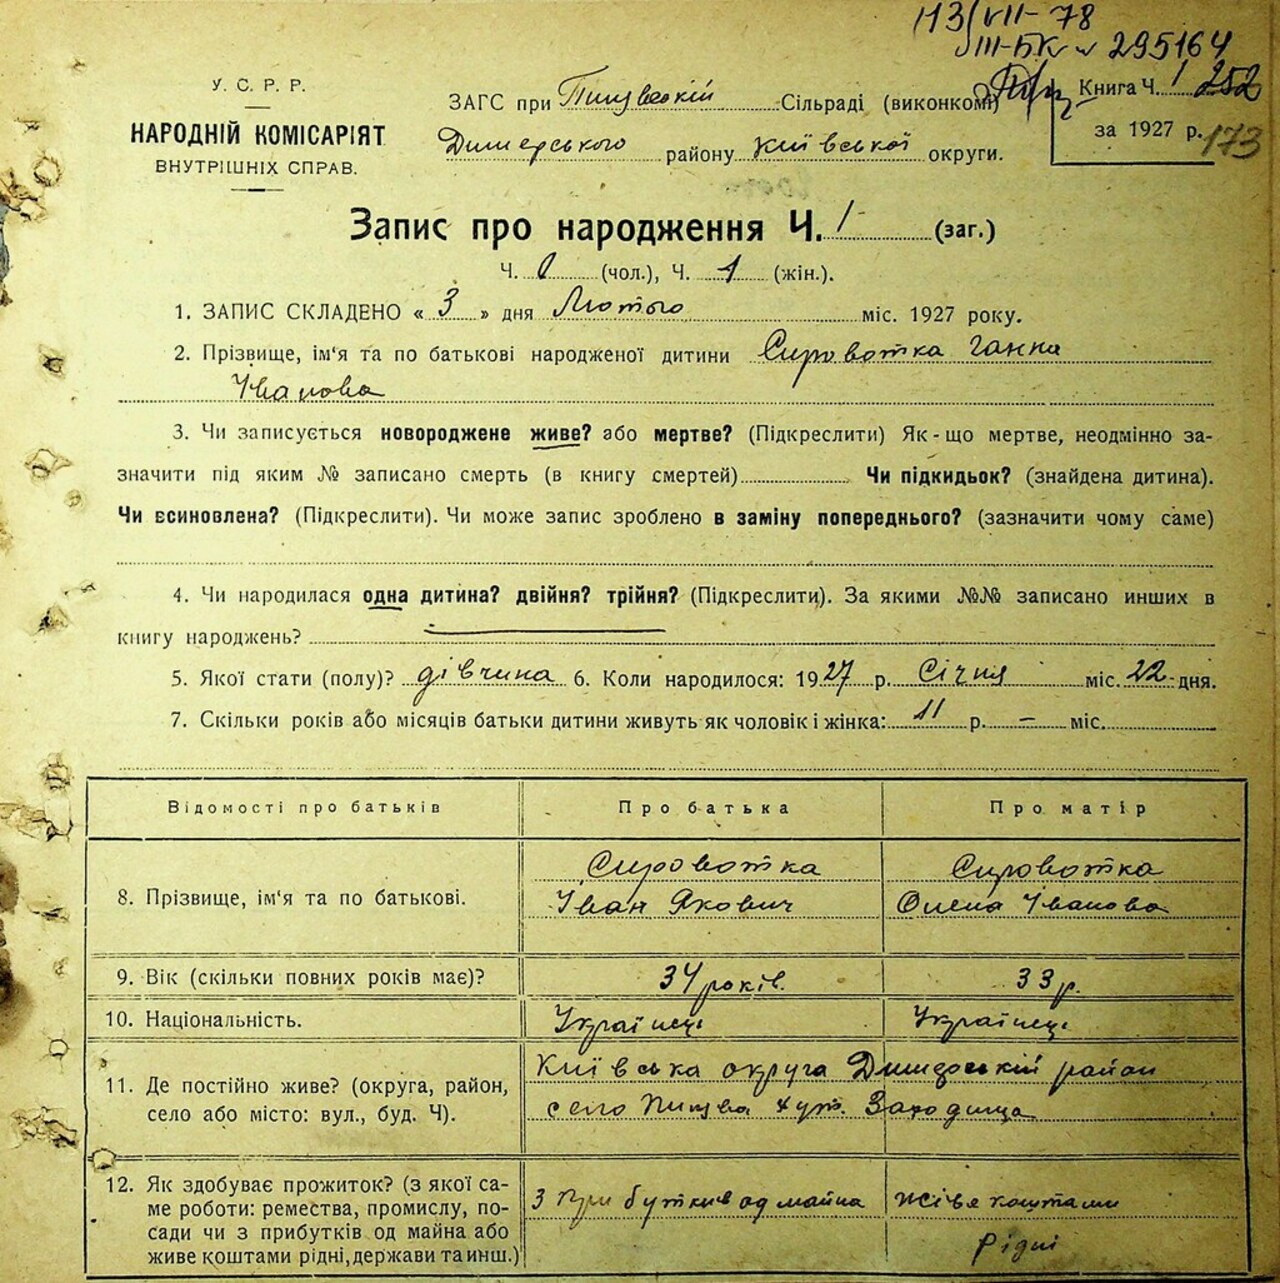 113/VII-78
III-БК № 295164
У. С. Р. Р.
НАРОДНІЙ КОМІСАРІЯТ
ВНУТРІШНІХ СПРАВ.
ЗАГС при Сільраді (виконкомі)
Димерського району Київської округи.
Книга Ч. 1 252
за 1927 р. 173
Запис про народження Ч. 1 (заг.)
Ч. 0 (чол.), Ч. 1 (жін.).
1. ЗАПИС СКЛАДЕНО « 3 » дня Лютого міс. 1927 року.
2. Прізвище, ім'я та по батькові народженої дитини Сировотка Ганна
Іванова
3. Чи записується новороджене живе? або мертве? (Підкреслити) Як-що мертве, неодмінно за-
значити під яким № записано смерть (в книгу смертей) Чи підкидьок? (знайдена дитина).
Чи всиновлена? (Підкреслити). Чи може запис зроблено в заміну попереднього? (зазначити чому саме)
4. Чи народилася одна дитина? двійня? трійня? (Підкреслити). За якими №№ записано инших в
книгу народжень?
5. Якої стати (полу)? дівчина 6. Коли народилося: 1927 р. Січня міс. 22 дня.
7. Скільки років або місяців батьки дитини живуть як чоловік і жінка: 11 р. — міс.
Відомості про батьків Про батька Про матір
8. Прізвище, ім'я та по батькові.
Сировотка
Іван Якович
Сировотка
Олена Іванова
9. Вік (скільки повних років має)? 34 років. 33 р.
10. Національність. Українец Українец
11. Де постійно живе? (округа, район,
село або місто: вул., буд. Ч).
Київська округа Димерський район
село хут.
12. Як здобуває прожиток? (з якої са-
ме роботи: ремества, промислу, по-
сади чи з прибутків од майна або
живе коштами рідні, держави та инш.)
З прибутків од майна
живе коштами
рідні